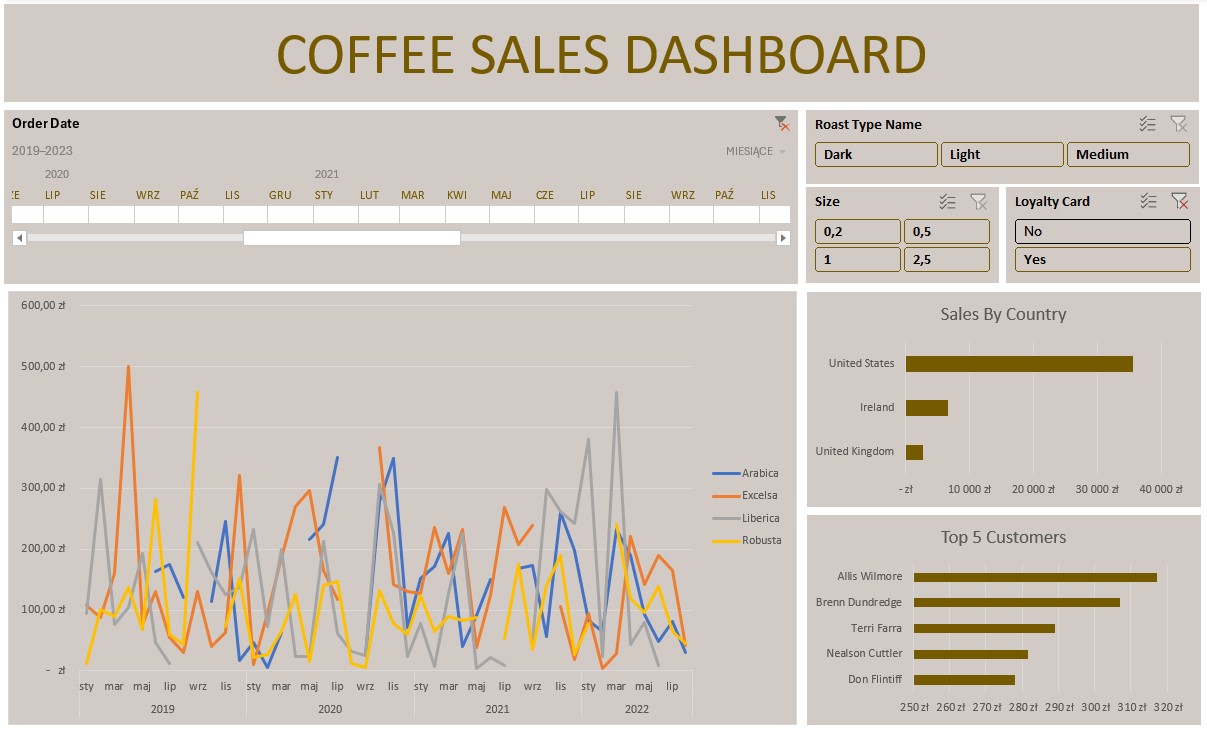 COFFEE SALES DASHBOARD
Order Date
2019–2023
MIESIĄCE
2020 2021
ZE LIP SIE WRZ PAŹ LIS GRU STY LUT MAR KWI MAJ CZE LIP SIE WRZ PAŹ LIS
Roast Type Name
Dark Light Medium
Size
0,2 0,5
1 2,5
Loyalty Card
No
Yes
600,00 zł
500,00 zł
400,00 zł
300,00 zł
200,00 zł
100,00 zł
- zł
sty mar maj lip wrz lis sty mar maj lip wrz lis sty mar maj lip wrz lis sty mar maj lip
2019 2020 2021 2022
Arabica
Excelsa
Liberica
Robusta
Sales By Country
United States
Ireland
United Kingdom
- zł 10 000 zł 20 000 zł 30 000 zł 40 000 zł
Top 5 Customers
Allis Wilmore
Brenn Dundredge
Terri Farra
Nealson Cuttler
Don Flintiff
250 zł 260 zł 270 zł 280 zł 290 zł 300 zł 310 zł 320 zł